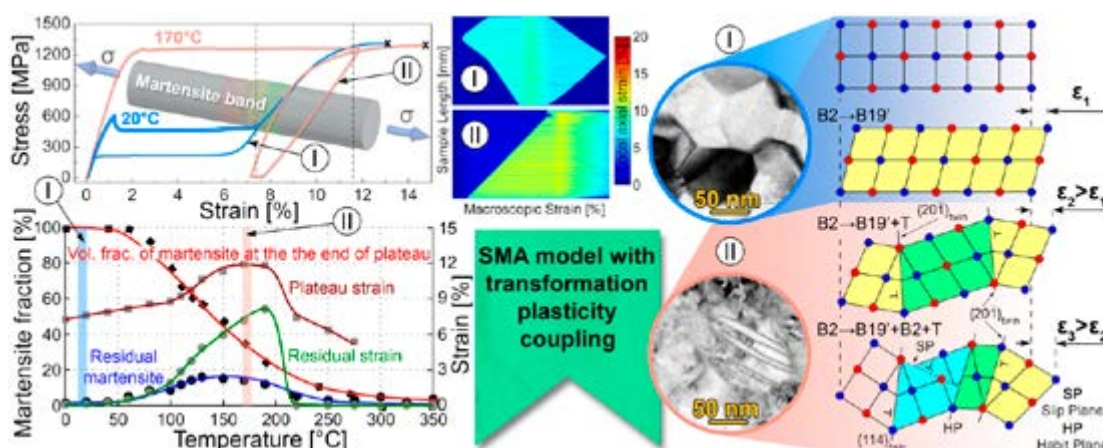 1500
1200
900
600
300
0
Stress [MPa]
170°C
σ
Martensite band
σ
20°C
I
II
0 2 4 6 8 10 12 14
Strain [%]
Sample Length [mm]
I
II
Macroscopic Strain [%]
20
15
10
5
0
local axial strain
I
II
100
80
60
40
20
0
Martensite fraction [%]
Vol. frac. of martensite at the the end of plateau
Plateau strain
Residual strain
Residual
martensite
15
12
9
6
3
0
Strain [%]
0 50 100 150 200 250 300 350
Temperature [°C]
SMA model with
transformation
plasticity
coupling
I
50 nm
II
50 nm
B2→B19'
ε1
B2→B19'+T
(201)twin
ε2>ε1
(201)twin
B2→B19'+B2+T
SP
ε3>ε2
HP
(114)twin
SP
Slip Plane
HP
Habit Plane